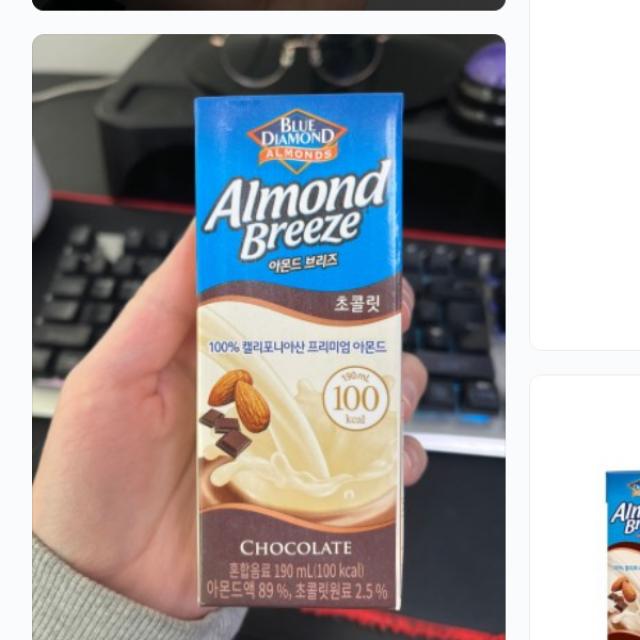 BLUE
DIAMOND
ALMONDS
Almond
Breeze
아몬드 브리즈
초콜릿
100% 캘리포니아산 프리미엄 아몬드
190mL
100
kcal
CHOCOLATE
혼합음료 190 mL(100 kcal)
아몬드액 89 %, 초콜릿원료 2.5 %